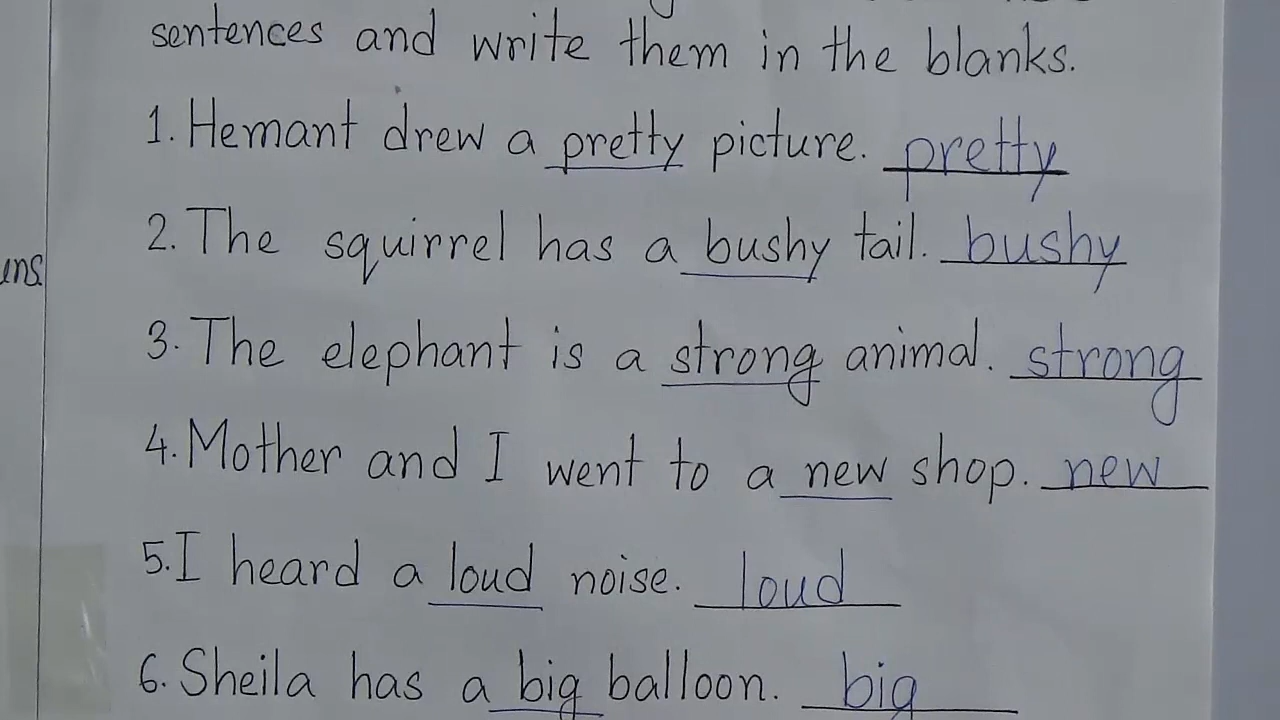 sentences and write them in the blanks.
1. Hemant drew a pretty picture. pretty
2. The squirrel has a bushy tail. bushy
3. The elephant is a strong animal. strong
4. Mother and I went to a new shop. new
ins.
5. I heard a loud noise. loud
6. Sheila has a big balloon. big